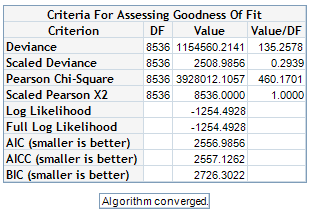 Criteria For Assessing Goodness Of Fit
Criterion DF Value Value/DF
Deviance 8536 1154560.2141 135.2578
Scaled Deviance 8536 2508.9856 0.2939
Pearson Chi-Square 8536 3928012.1057 460.1701
Scaled Pearson X2 8536 8536.0000 1.0000
Log Likelihood -1254.4928
Full Log Likelihood -1254.4928
AIC (smaller is better) 2556.9856
AICC (smaller is better) 2557.1262
BIC (smaller is better) 2726.3022
Algorithm converged.